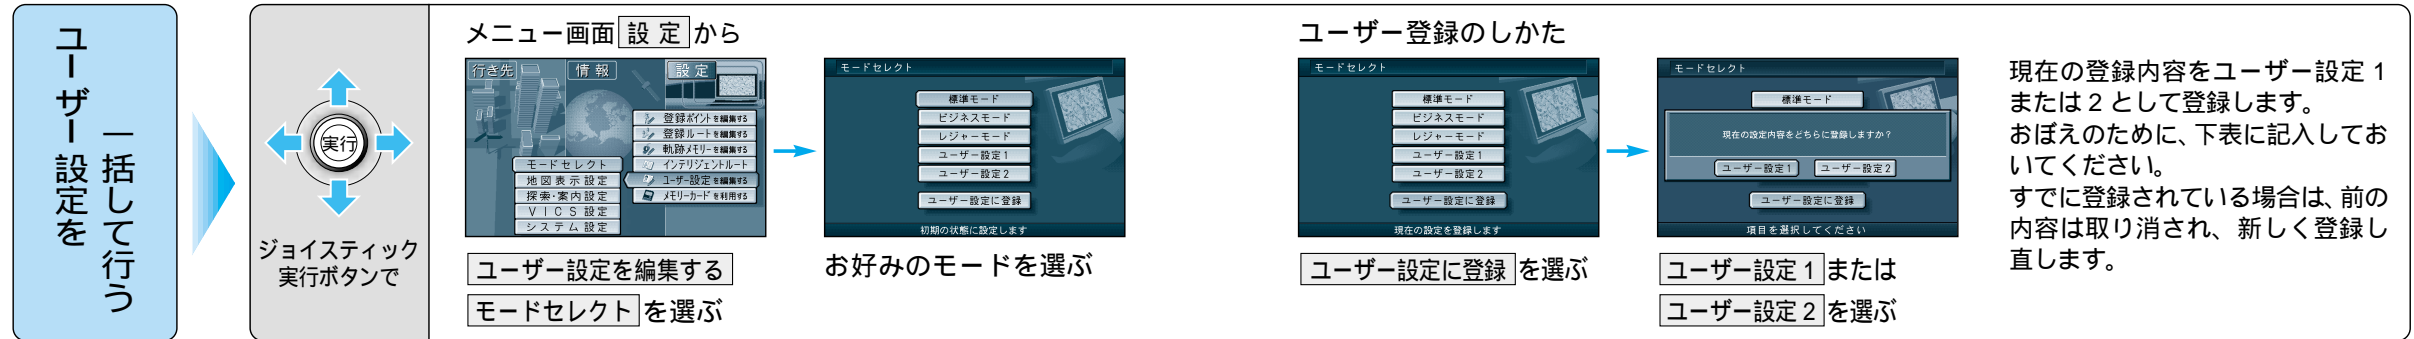 ユーザー設定を
一括して行う
実行
ジョイスティック
実行ボタンで
メニュー画面 設 定 から
行き先
情 報
設 定
登録ポイントを編集する
登録ルートを編集する
軌跡メモリーを編集する
インテリジェントルート
ユーザー設定を編集する
メモリーカードを利用する
モードセレクト
地図表示設定
探索・案内設定
ＶＩＣＳ設定
システム設定
ユーザー設定を編集する
モードセレクト を選ぶ
モードセレクト
標準モード
ビジネスモード
レジャーモード
ユーザー設定1
ユーザー設定2
ユーザー設定に登録
初期の状態に設定します
お好みのモードを選ぶ
ユーザー登録のしかた
モードセレクト
標準モード
ビジネスモード
レジャーモード
ユーザー設定1
ユーザー設定2
ユーザー設定に登録
現在の設定を登録します
ユーザー設定に登録 を選ぶ
モードセレクト
標準モード
現在の設定内容をどちらに登録しますか？
ユーザー設定1 ユーザー設定2
ユーザー設定に登録
項目を選択してください
ユーザー設定 1 または
ユーザー設定 2 を選ぶ
現在の登録内容をユーザー設定 1
または 2 として登録します。
おぼえのために、下表に記入してお
いてください。
すでに登録されている場合は、前の
内容は取り消され、新しく登録し
直します。